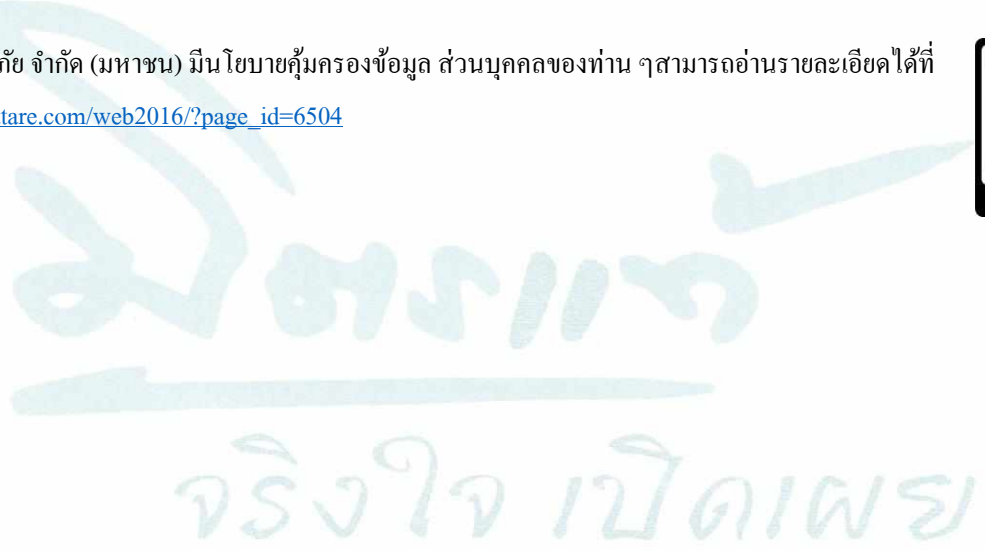 ภัย จำกัด (มหาชน) มีนโยบายคุ้มครองข้อมูล ส่วนบุคคลของท่าน ๆสามารถอ่านรายละเอียดได้ที่
tare.com/web2016/?page_id=6504
มิตรแท้
จริงใจ เปิดเผย